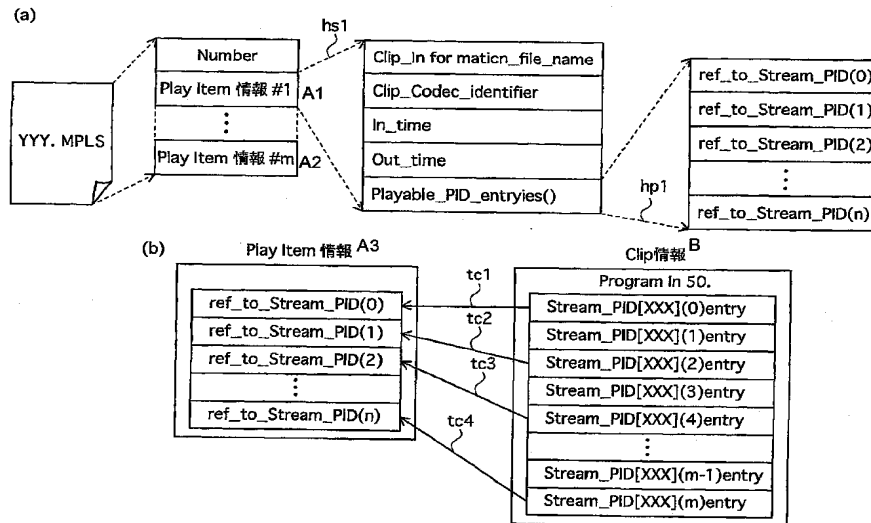 (a)
YYY. MPLS
Number
Play Item 情報 #1
A1
Play Item 情報 #m
A2
hs1
Clip_In for maticn_file_name
Clip_Codec_identifier
In_time
Out_time
Playable_PID_entryies()
hp1
ref_to_Stream_PID(0)
ref_to_Stream_PID(1)
ref_to_Stream_PID(2)
ref_to_Stream_PID(n)
(b)
Play Item 情報 A3
ref_to_Stream_PID(0)
ref_to_Stream_PID(1)
ref_to_Stream_PID(2)
ref_to_Stream_PID(n)
tc1
tc2
tc3
tc4
Clip情報 B
Program In 50.
Stream_PID[XXX](0)entry
Stream_PID[XXX](1)entry
Stream_PID[XXX](2)entry
Stream_PID[XXX](3)entry
Stream_PID[XXX](4)entry
Stream_PID[XXX](m-1)entry
Stream_PID[XXX](m)entry